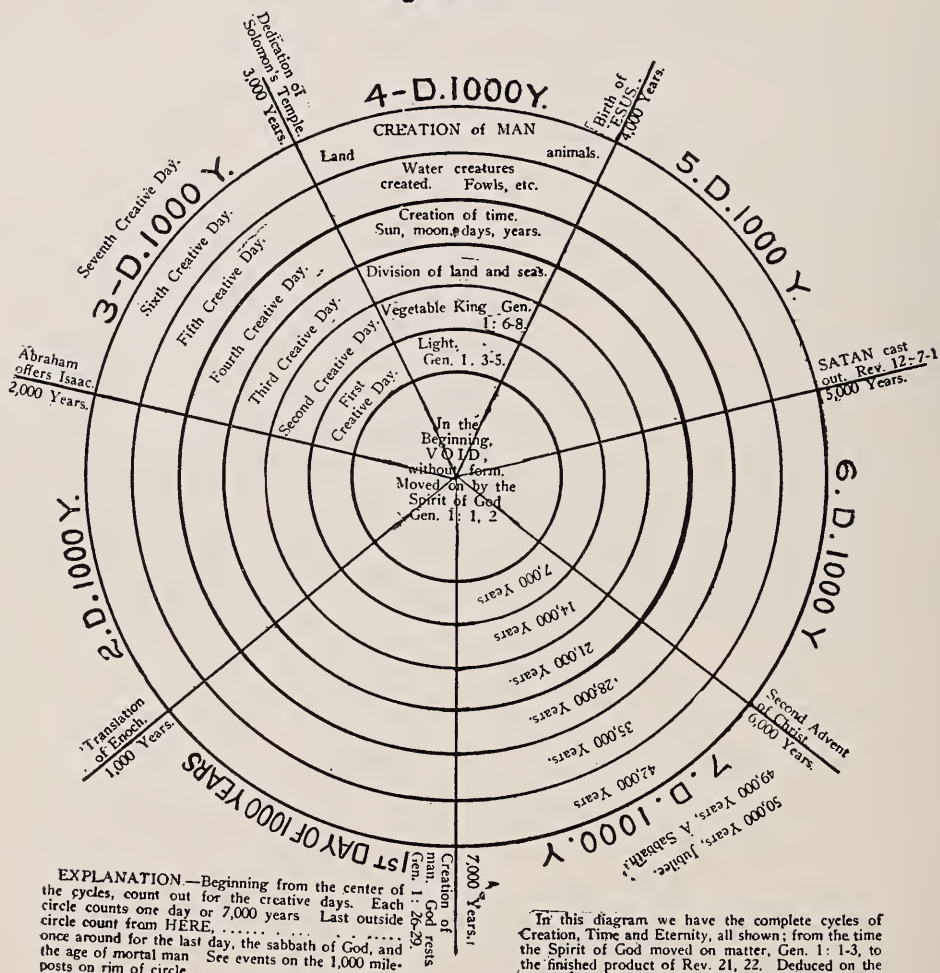 4-D.1000Y.
Dedication of
Solomon's Temple.
3,000 Years.
Birth of
ESUS.
4,000 Years.
CREATION of MAN
Land animals.
Water creatures
created. Fowls, etc.
Creation of time.
Sun, moon, days, years.
Division of land and seas.
Vegetable King Gen.
1: 6-8.
Light,
Gen. 1. 3-5.
In the
Beginning,
VOID,
without form.
Moved on by the
Spirit of God
Gen. 1: 1, 2
5.D.1000 Y.
3-D.1000 Y.
Seventh Creative Day.
Sixth Creative Day.
Fifth Creative Day.
Fourth Creative Day.
Third Creative Day.
Second Creative Day.
First
Creative Day.
Abraham
offers Isaac.
2,000 Years.
SATAN cast
out. Rev. 12-7-1
5,000 Years.
2.D.1000Y.
6.D.1000 Y
7,000 Years
14,000 Years
21,000 Years.
28,000 Years.
35,000 Years.
42,000 Years
Translation
of Enoch.
1,000 Years.
Second Advent
of Christ
6,000 Years.
7.D.1000.Y
49,000 Years, A Sabbath,
50,000 Years, Jubilee.
1ST DAY OF 1000 YEARS
Creation of
man. God rests
Gen. 1: 26-29
7,000 Years.
EXPLANATION.—Beginning from the center of
the cycles, count out for the creative days. Each
circle counts one day or 7,000 years Last outside
circle count from HERE, ...... ... .. .......
once around for the last day, the sabbath of God, and
the age of mortal man See events on the 1,000 mile-
posts on rim of circle
In this diagram we have the complete cycles of
Creation, Time and Eternity, all shown; from the time
the Spirit of God moved on matter, Gen. 1: 1-3, to
the finished product of Rev. 21, 22. Deduced on the